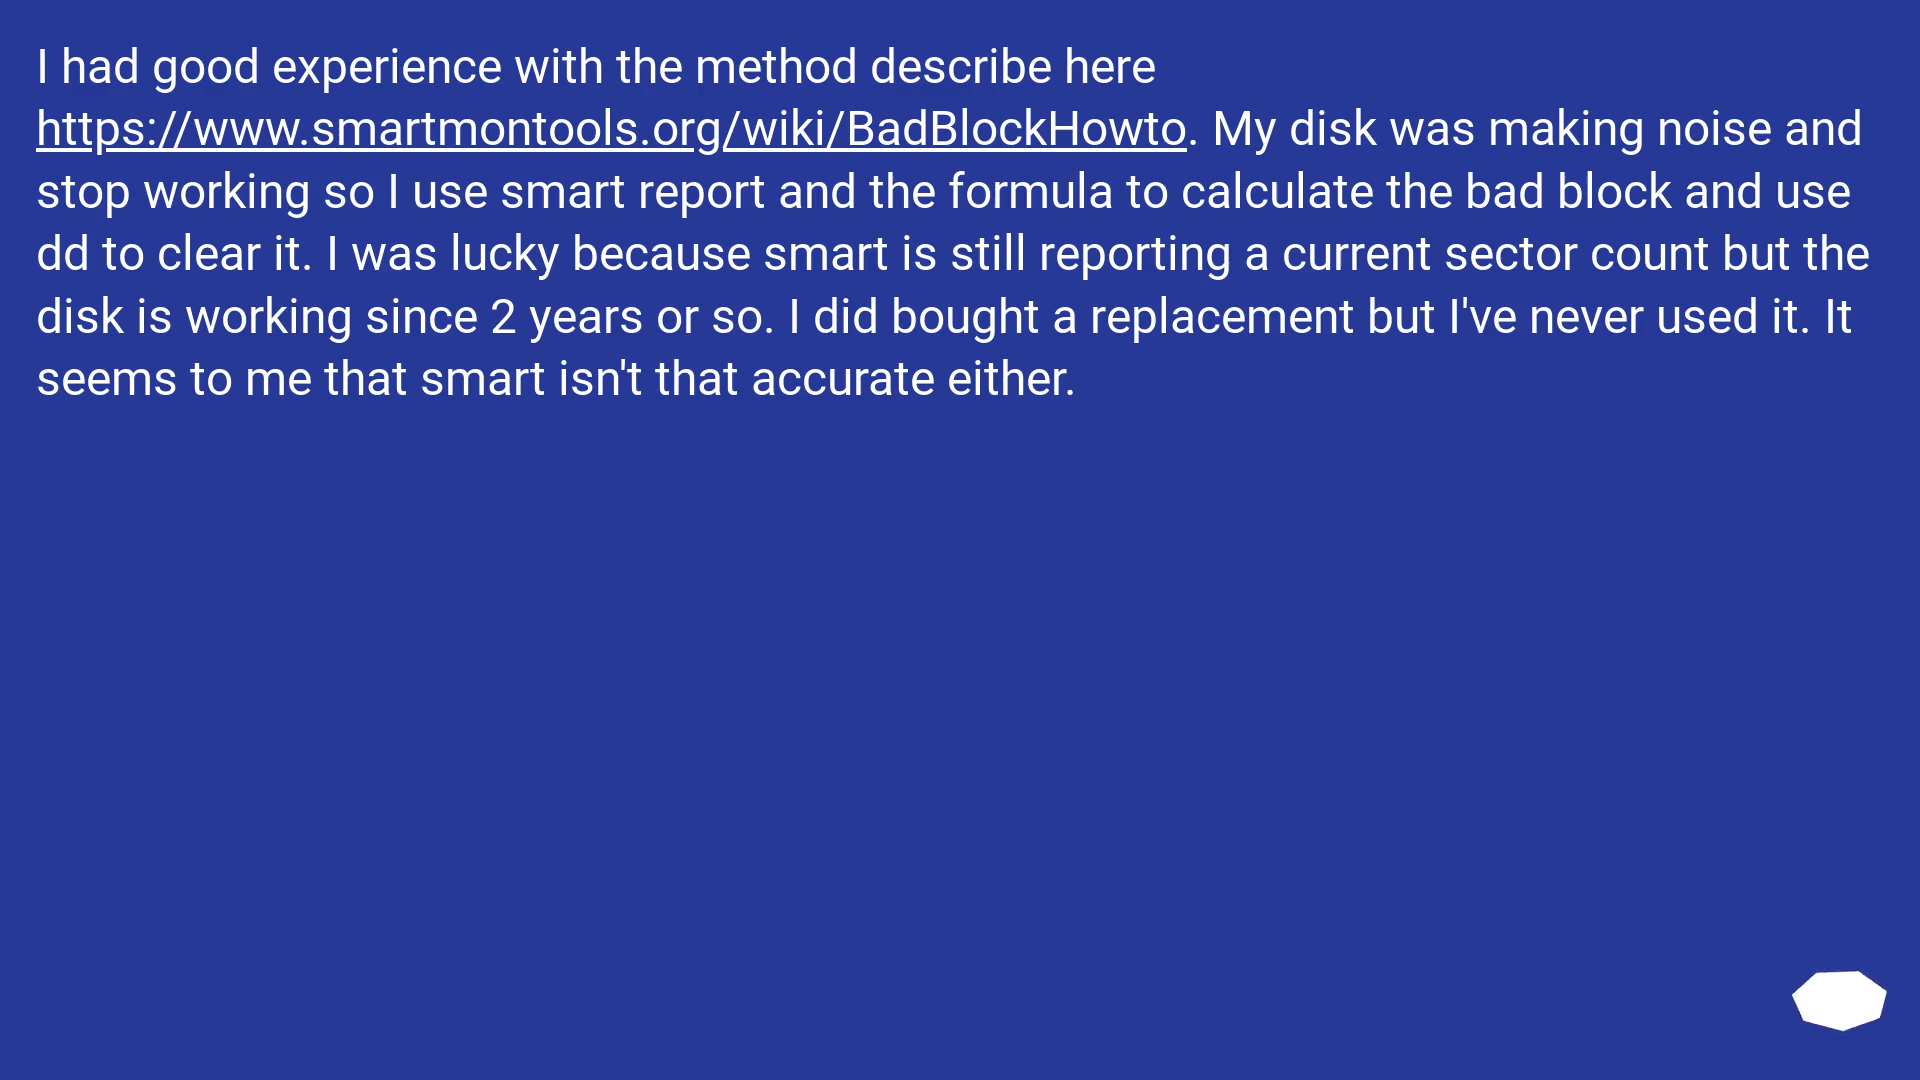 I had good experience with the method describe here
https://www.smartmontools.org/wiki/BadBlockHowto. My disk was making noise and
stop working so I use smart report and the formula to calculate the bad block and use
dd to clear it. I was lucky because smart is still reporting a current sector count but the
disk is working since 2 years or so. I did bought a replacement but I've never used it. It
seems to me that smart isn't that accurate either.